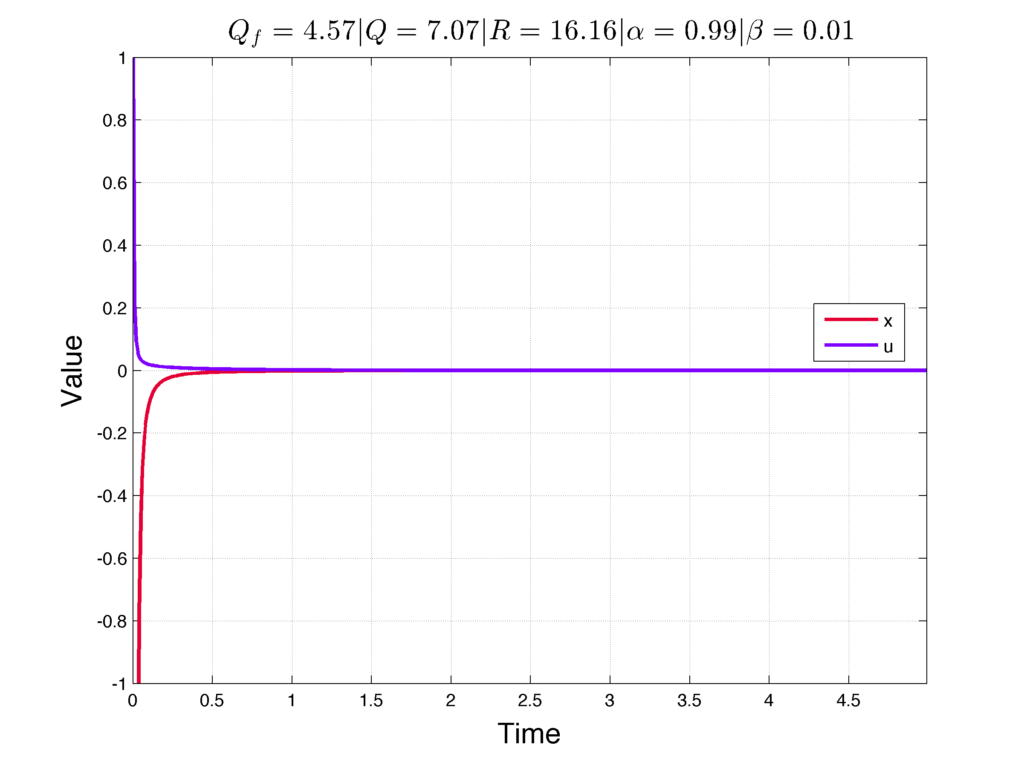 Q_f = 4.57|Q = 7.07|R = 16.16|α = 0.99|β = 0.01
1
0.8
0.6
0.4
0.2
0
-0.2
-0.4
-0.6
-0.8
-1
Value
x
u
0 0.5 1 1.5 2 2.5 3 3.5 4 4.5
Time